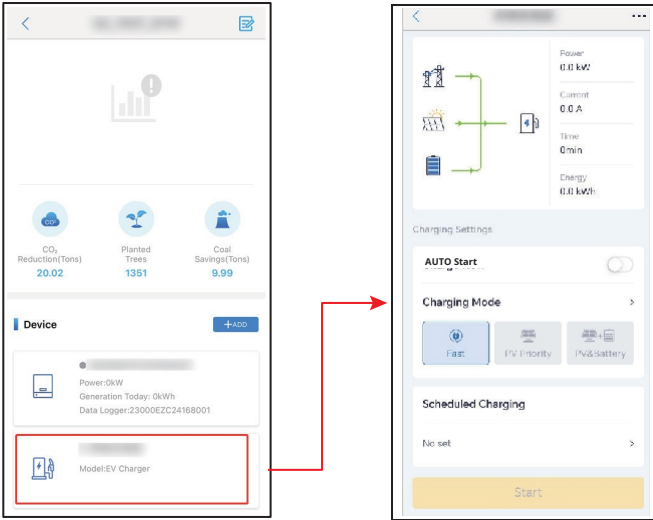 CO₂
CO₂
Reduction(Tons)
20.02
Planted
Trees
1351
Coal
Savings(Tons)
9.99
Device
+ADD
Power:0kW
Generation Today: 0kWh
Data Logger:23000EZC24168001
Model:EV Charger
Power
0.0 kW
Current
0.0 A
Time
0min
Energy
0.0 kWh
Charging Settings
AUTO Start
Charging Mode
Fast
PV Priority
PV&Battery
Scheduled Charging
No set
Start